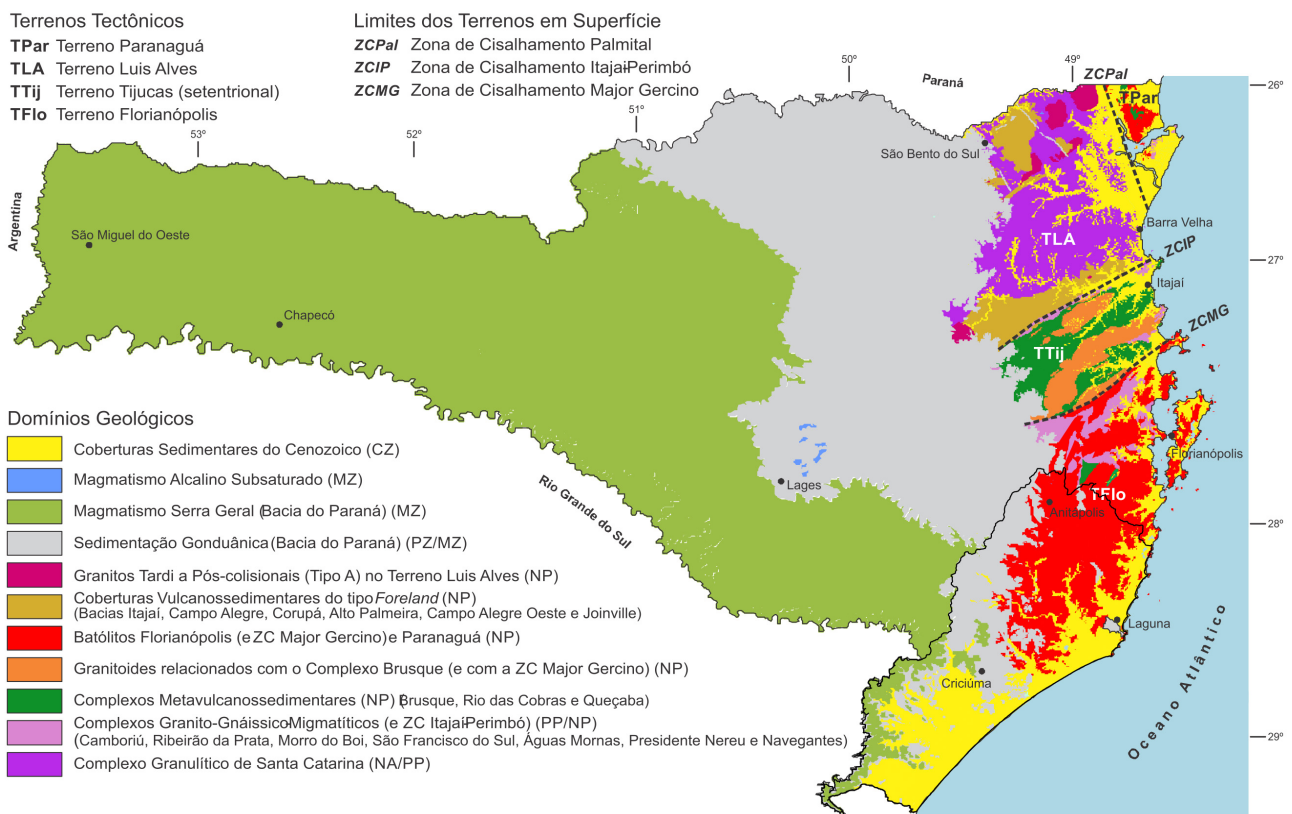 Terrenos Tectônicos
TPar Terreno Paranaguá
TLA Terreno Luis Alves
TTij Terreno Tijucas (setentrional)
TFlo Terreno Florianópolis
Limites dos Terrenos em Superfície
ZCPal Zona de Cisalhamento Palmital
ZCIP Zona de Cisalhamento Itajaí-Perimbó
ZCMG Zona de Cisalhamento Major Gercino
53°
52°
51°
50°
49°
Paraná
ZCPal
26°
TPar
São Bento do Sul
Argentina
São Miguel do Oeste
TLA
Barra Velha
ZCIP
27°
Itajaí
Chapecó
ZCMG
TTij
Florianópolis
Lages
Rio Grande do Sul
TFlo
Anitápolis
28°
Laguna
Criciúma
Oceano Atlântico
29°
Domínios Geológicos
Coberturas Sedimentares do Cenozoico (CZ)
Magmatismo Alcalino Subsaturado (MZ)
Magmatismo Serra Geral (Bacia do Paraná) (MZ)
Sedimentação Gonduânica (Bacia do Paraná) (PZ/MZ)
Granitos Tardi a Pós-colisionais (Tipo A) no Terreno Luis Alves (NP)
Coberturas Vulcanossedimentares do tipo Foreland (NP)
(Bacias Itajaí, Campo Alegre, Corupá, Alto Palmeira, Campo Alegre Oeste e Joinville)
Batólitos Florianópolis (e ZC Major Gercino) e Paranaguá (NP)
Granitoides relacionados com o Complexo Brusque (e com a ZC Major Gercino) (NP)
Complexos Metavulcanossedimentares (NP) (Brusque, Rio das Cobras e Queçaba)
Complexos Granito-Gnáissico-Migmatíticos (e ZC Itajaí-Perimbó) (PP/NP)
(Camboriú, Ribeirão da Prata, Morro do Boi, São Francisco do Sul, Águas Mornas, Presidente Nereu e Navegantes)
Complexo Granulítico de Santa Catarina (NA/PP)